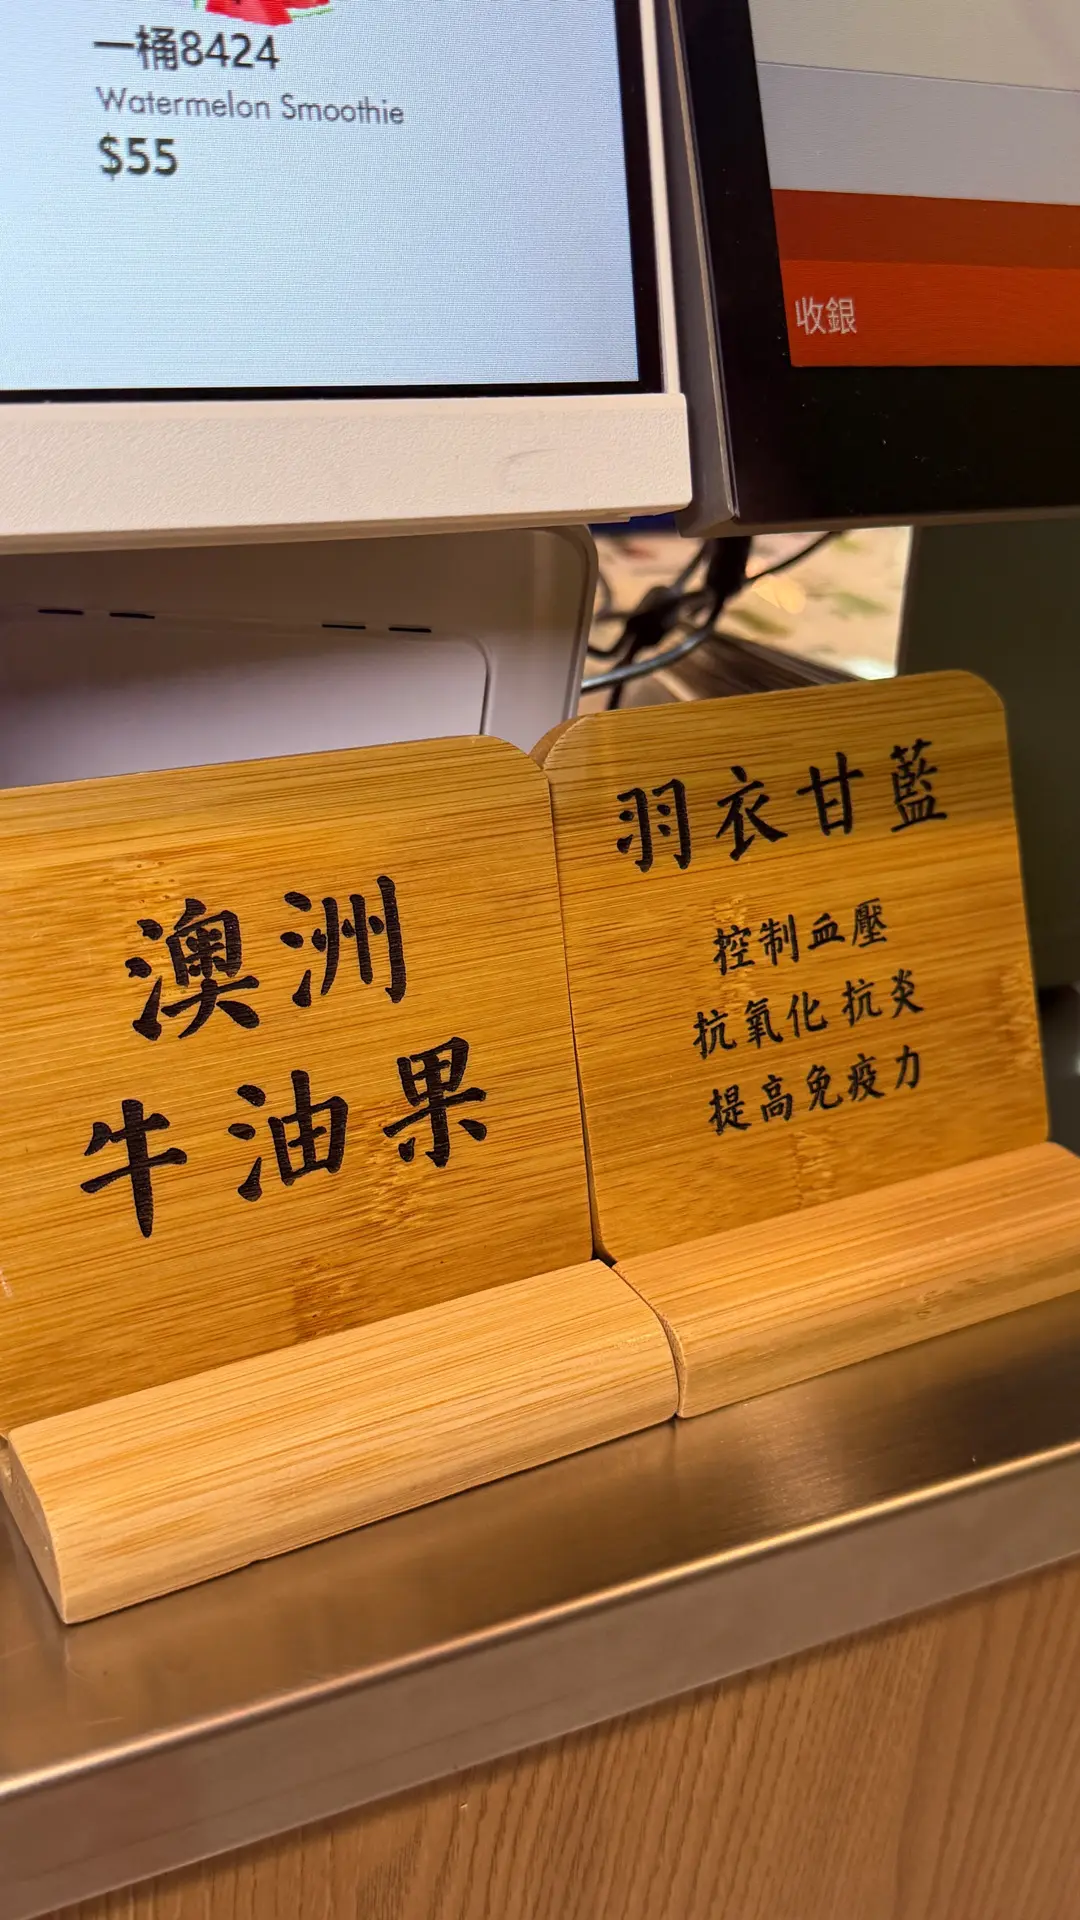 一桶8424
Watermelon Smoothie
$55
收銀
澳洲
牛油果
羽衣甘藍
控制血壓
抗氧化 抗炎
提高免疫力